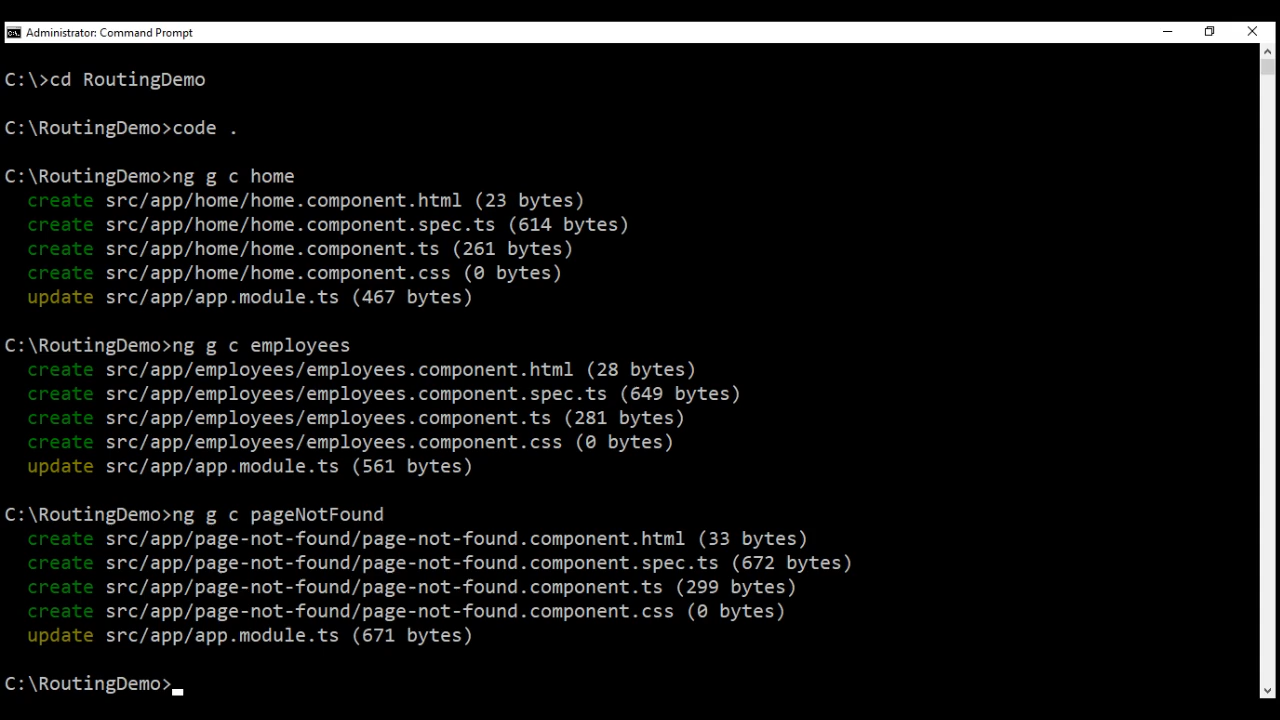 Administrator: Command Prompt
C:\>cd RoutingDemo
C:\RoutingDemo>code .
C:\RoutingDemo>ng g c home
create src/app/home/home.component.html (23 bytes)
create src/app/home/home.component.spec.ts (614 bytes)
create src/app/home/home.component.ts (261 bytes)
create src/app/home/home.component.css (0 bytes)
update src/app/app.module.ts (467 bytes)
C:\RoutingDemo>ng g c employees
create src/app/employees/employees.component.html (28 bytes)
create src/app/employees/employees.component.spec.ts (649 bytes)
create src/app/employees/employees.component.ts (281 bytes)
create src/app/employees/employees.component.css (0 bytes)
update src/app/app.module.ts (561 bytes)
C:\RoutingDemo>ng g c pageNotFound
create src/app/page-not-found/page-not-found.component.html (33 bytes)
create src/app/page-not-found/page-not-found.component.spec.ts (672 bytes)
create src/app/page-not-found/page-not-found.component.ts (299 bytes)
create src/app/page-not-found/page-not-found.component.css (0 bytes)
update src/app/app.module.ts (671 bytes)
C:\RoutingDemo>